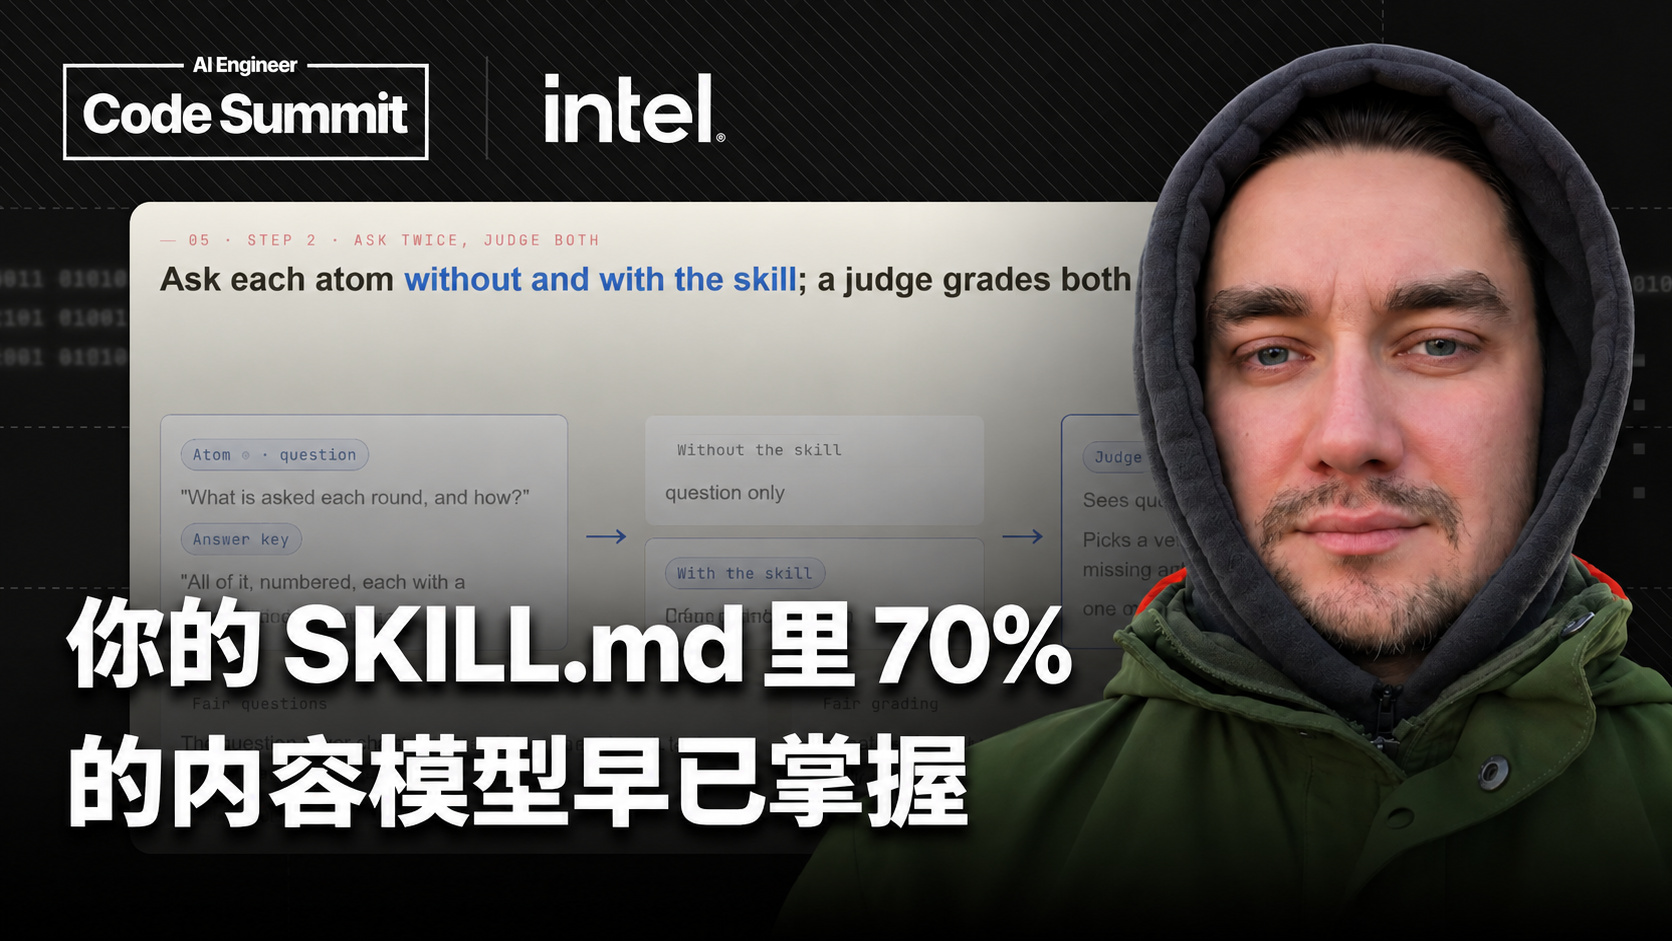 AI Engineer
Code Summit
intel®
— 05 · STEP 2 · ASK TWICE, JUDGE BOTH
Ask each atom without and with the skill; a judge grades both
Atom · question
"What is asked each round, and how?"
Answer key
"All of it, numbered, each with a
Without the skill
question only
With the skill
Judge
Sees
Picks a
missing
one
你的 SKILL.md 里 70%
的内容模型早已掌握
Fair questions
Fair grading
The question